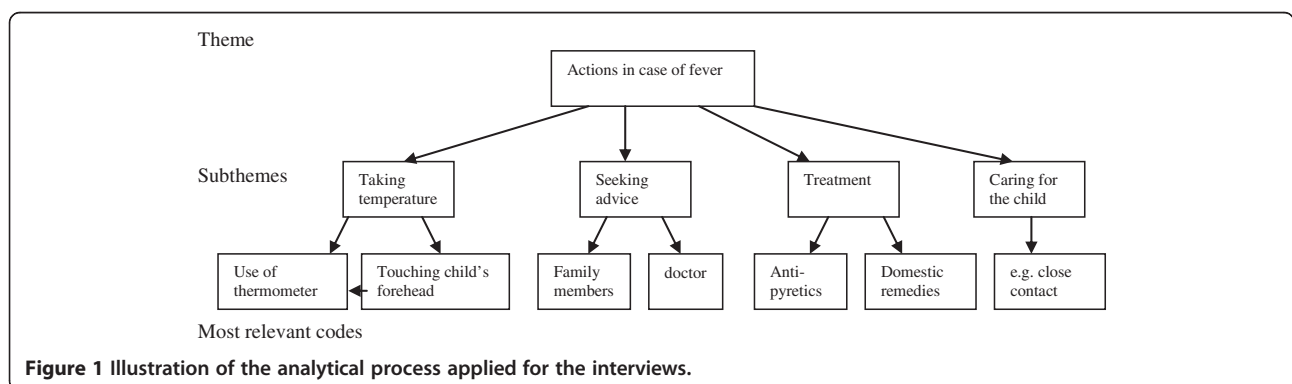 Theme
Actions in case of fever
Subthemes
Taking
temperature
Seeking
advice
Treatment
Caring for
the child
Use of
thermometer
Touching child's
forehead
Family
members
doctor
Anti-
pyretics
Domestic
remedies
e.g. close
contact
Most relevant codes
Figure 1 Illustration of the analytical process applied for the interviews.